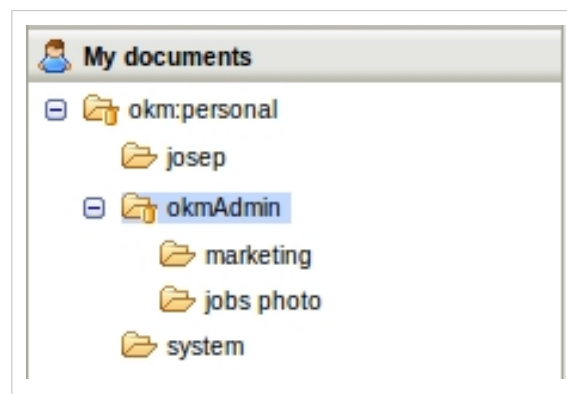 My documents
okm:personal
josep
okmAdmin
marketing
jobs photo
system